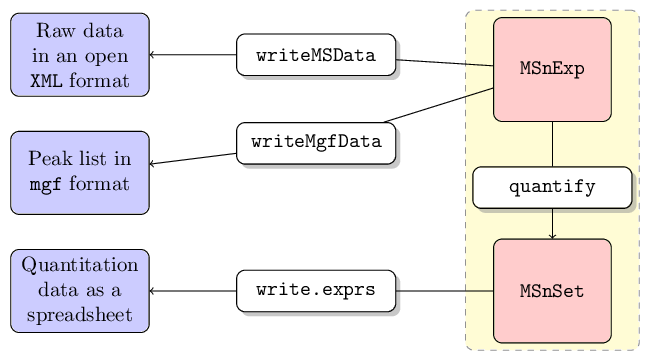 Raw data
in an open
XML format
writeMSData
MSnExp
Peak list in
mgf format
writeMgfData
quantify
Quantitation
data as a
spreadsheet
write.exprs
MSnSet